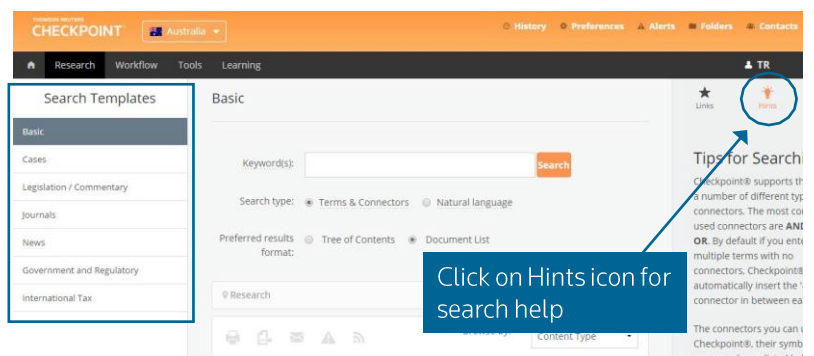 THOMSON REUTERS
CHECKPOINT
Australia
History Preferences Alerts Folders Contacts
Research Workflow Tools Learning
TR
Search Templates
Basic
Cases
Legislation / Commentary
Journals
News
Government and Regulatory
International Tax
Basic
Keyword(s):
Search
Search type: Terms & Connectors Natural language
Preferred results
format:
Tree of Contents Document List
Research
Content Type
Click on Hints icon for
search help
Links
Hints
Tips for Searchi
Checkpoint® supports th
a number of different typ
connectors. The most co
used connectors are AND
OR. By default if you ente
multiple terms with no
connectors, Checkpoint®
automatically insert the
connector in between ea
The connectors you can
Checkpoint®, their symb